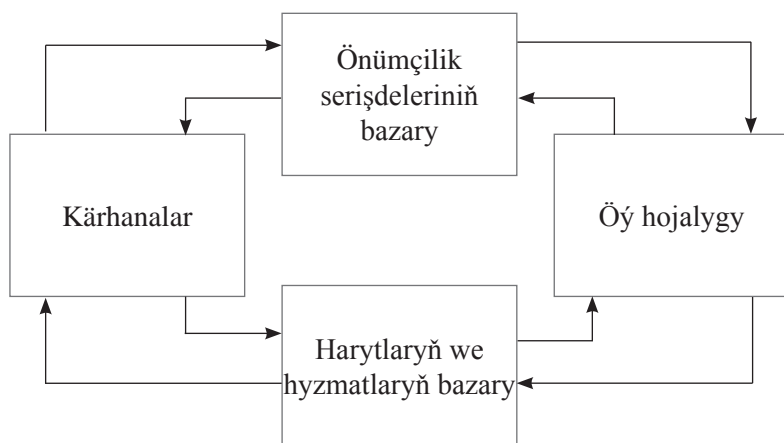 Önümçilik
serişdeleriniň
bazary
Kärhanalar
Öý hojalygy
Harytlaryň we
hyzmatlaryň bazary